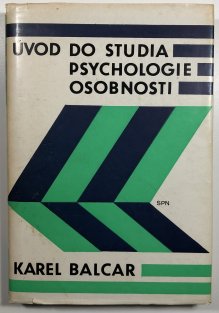 ÚVOD DO STUDIA
PSYCHOLOGIE
OSOBNOSTI
SPN
KAREL BALCAR